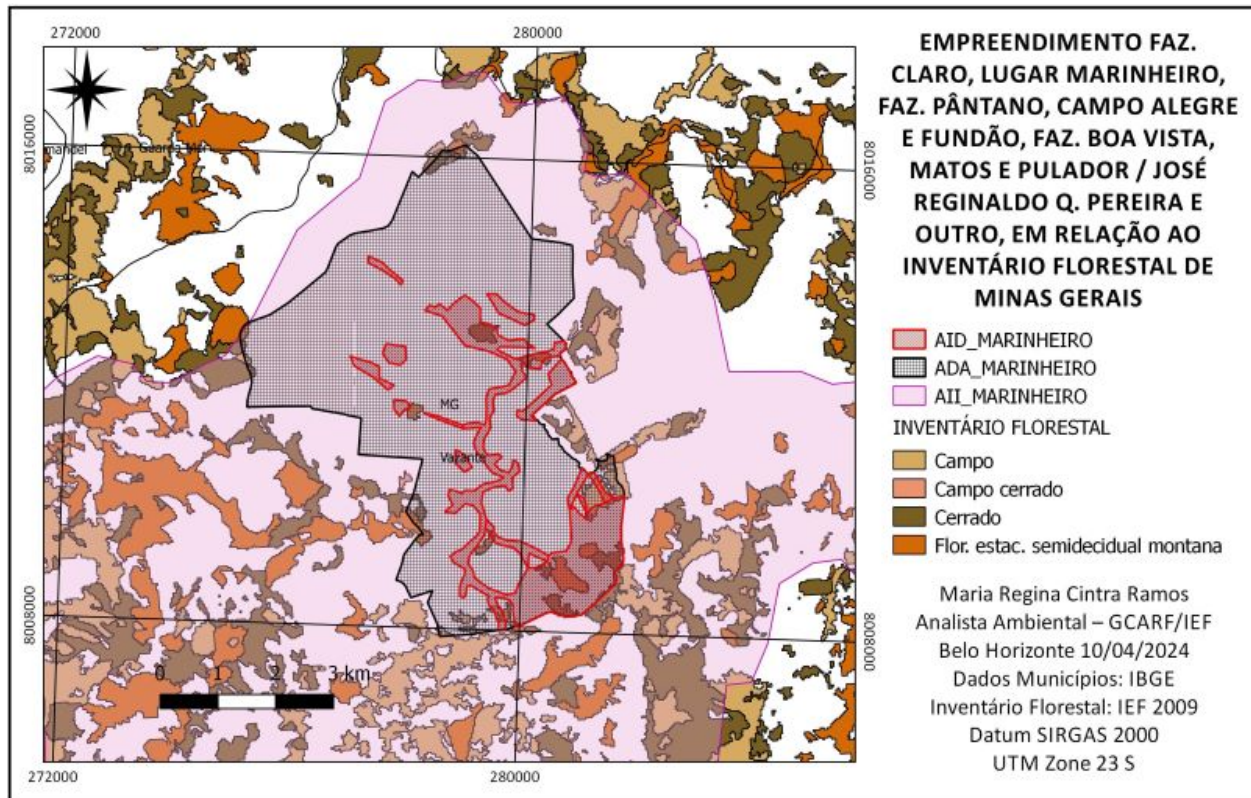 272000
280000
8016000
8016000
Vazante
MG
8008000
8008000
0 1 2 3 km
272000
280000
EMPREENDIMENTO FAZ.
CLARO, LUGAR MARINHEIRO,
FAZ. PÂNTANO, CAMPO ALEGRE
E FUNDÃO, FAZ. BOA VISTA,
MATOS E PULADOR / JOSÉ
REGINALDO Q. PEREIRA E
OUTRO, EM RELAÇÃO AO
INVENTÁRIO FLORESTAL DE
MINAS GERAIS
AID_MARINHEIRO
ADA_MARINHEIRO
AII_MARINHEIRO
INVENTÁRIO FLORESTAL
Campo
Campo cerrado
Cerrado
Flor. estac. semidecidual montana
Maria Regina Cintra Ramos
Analista Ambiental – GCARF/IEF
Belo Horizonte 10/04/2024
Dados Municípios: IBGE
Inventário Florestal: IEF 2009
Datum SIRGAS 2000
UTM Zone 23 S